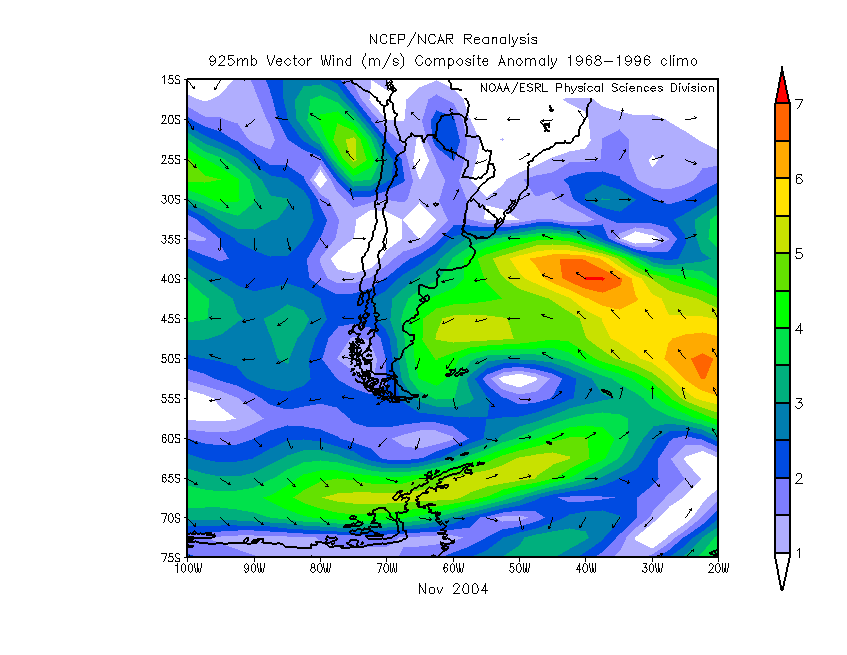 NCEP/NCAR Reanalysis
925mb Vector Wind (m/s) Composite Anomaly 1968-1996 climo
NOAA/ESRL Physical Sciences Division
15S
20S
25S
30S
35S
40S
45S
50S
55S
60S
65S
70S
75S
100W 90W 80W 70W 60W 50W 40W 30W 20W
Nov 2004
7
6
5
4
3
2
1